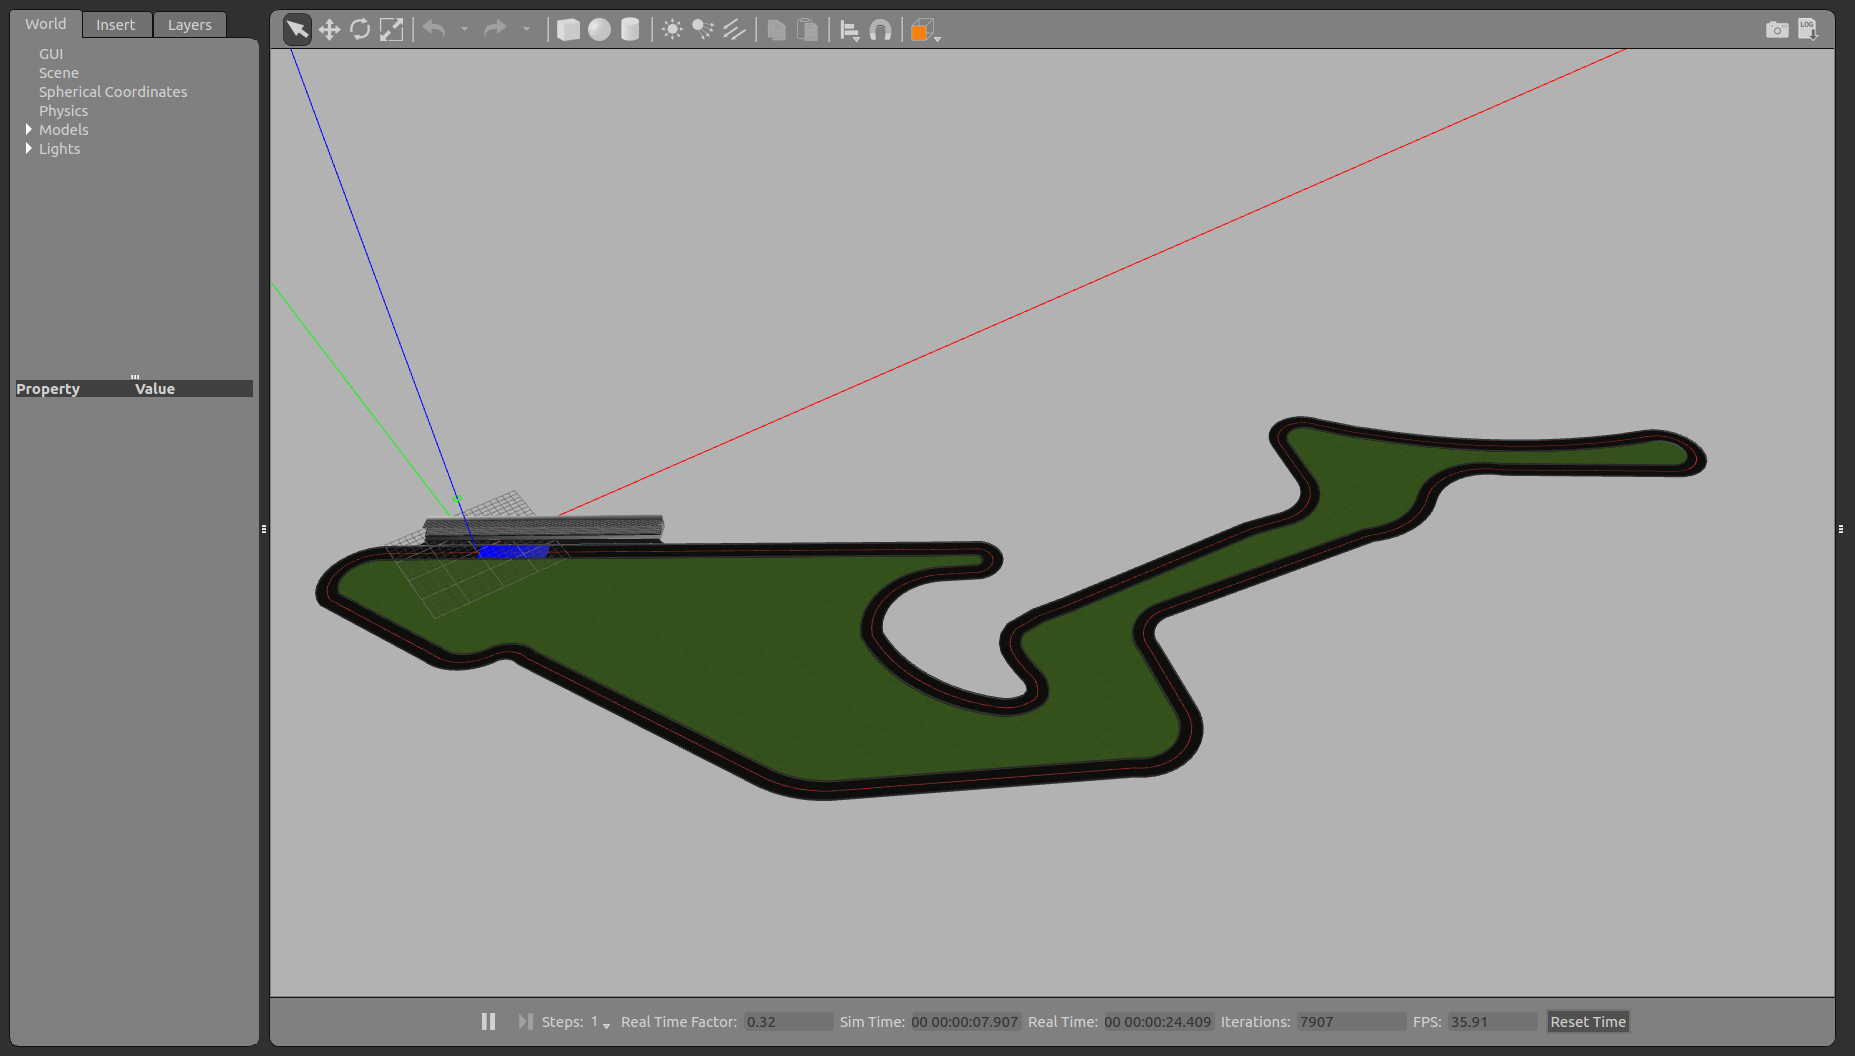 World Insert Layers
GUI
Scene
Spherical Coordinates
Physics
Models
Lights
Property Value
LOG
Steps: 1 Real Time Factor: 0.32 Sim Time: 00 00:00:07.907 Real Time: 00 00:00:24.409 Iterations: 7907 FPS: 35.91 Reset Time